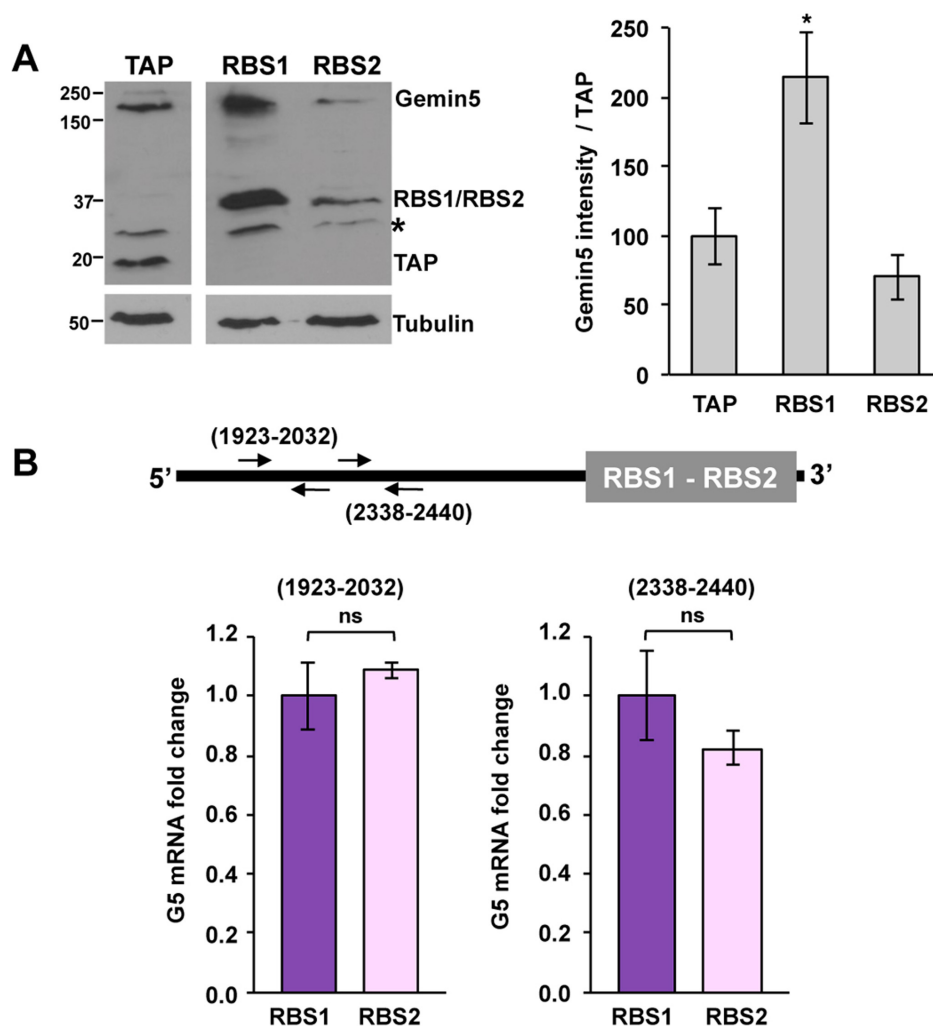 A
TAP RBS1 RBS2
250
150
37
20
50
Gemin5
RBS1/RBS2
*
TAP
Tubulin
Gemin5 intensity / TAP
250
200
150
100
50
0
*
TAP RBS1 RBS2
B
(1923-2032)
5’ RBS1 - RBS2 3’
(2338-2440)
(1923-2032)
ns
G5 mRNA fold change
1.2
1.0
0.8
0.6
0.4
0.2
0.0
RBS1 RBS2
(2338-2440)
ns
G5 mRNA fold change
1.2
1.0
0.8
0.6
0.4
0.2
0.0
RBS1 RBS2